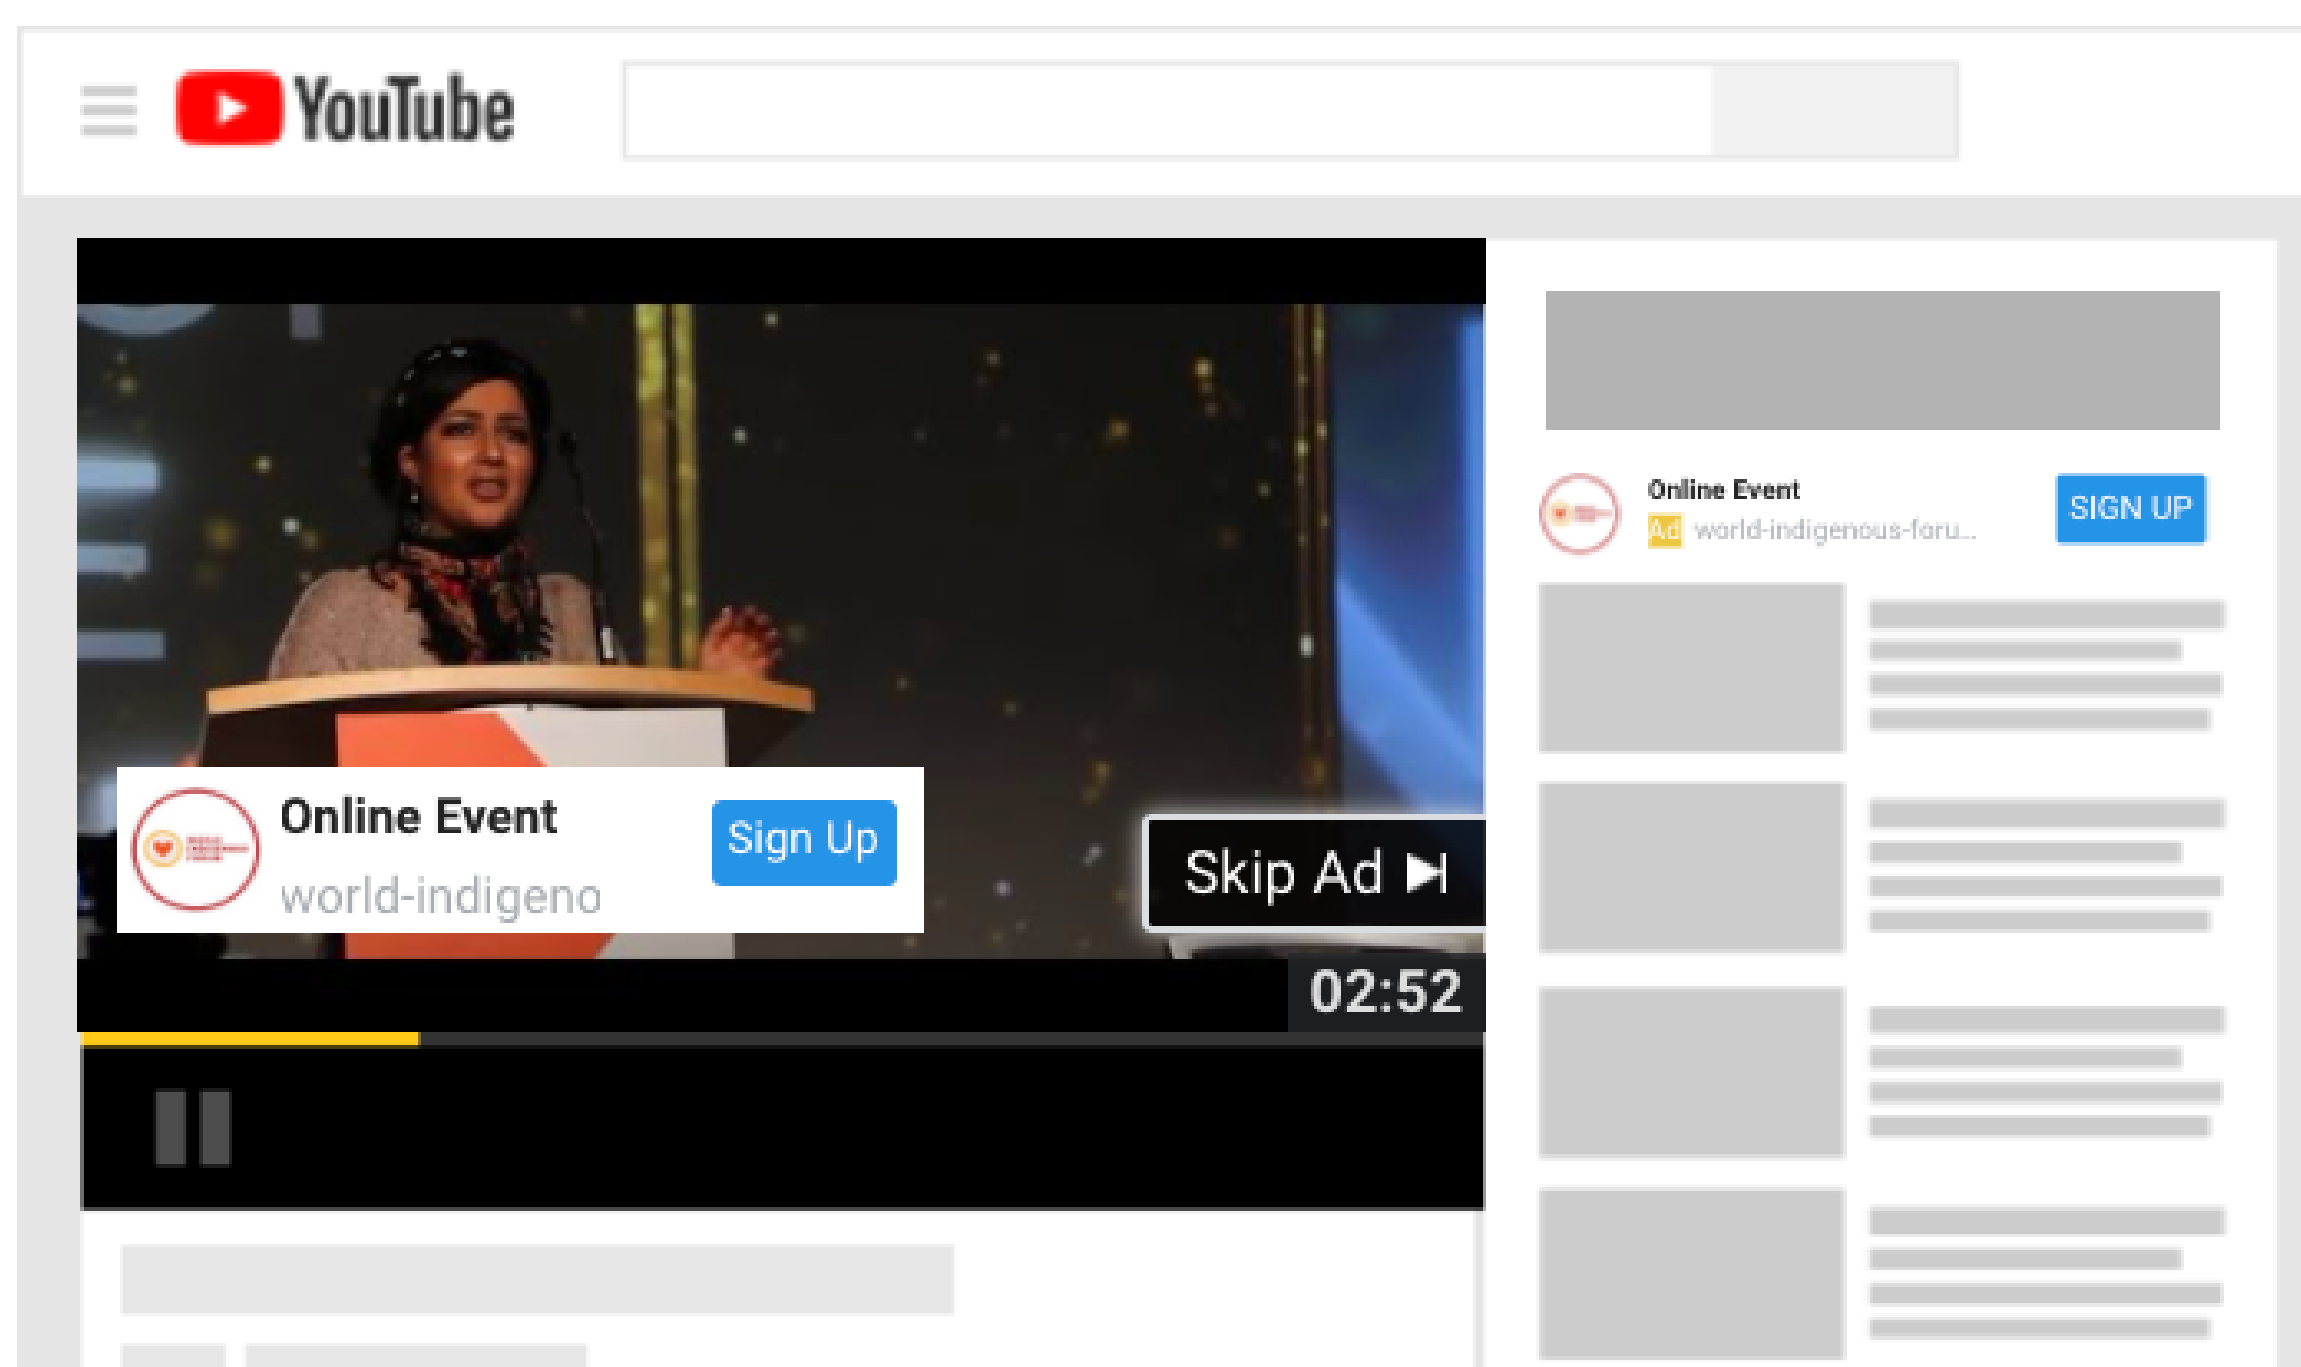 YouTube
Online Event
Ad world-indigenous-foru...
SIGN UP
Online Event
world-indigeno
Sign Up
Skip Ad
02:52